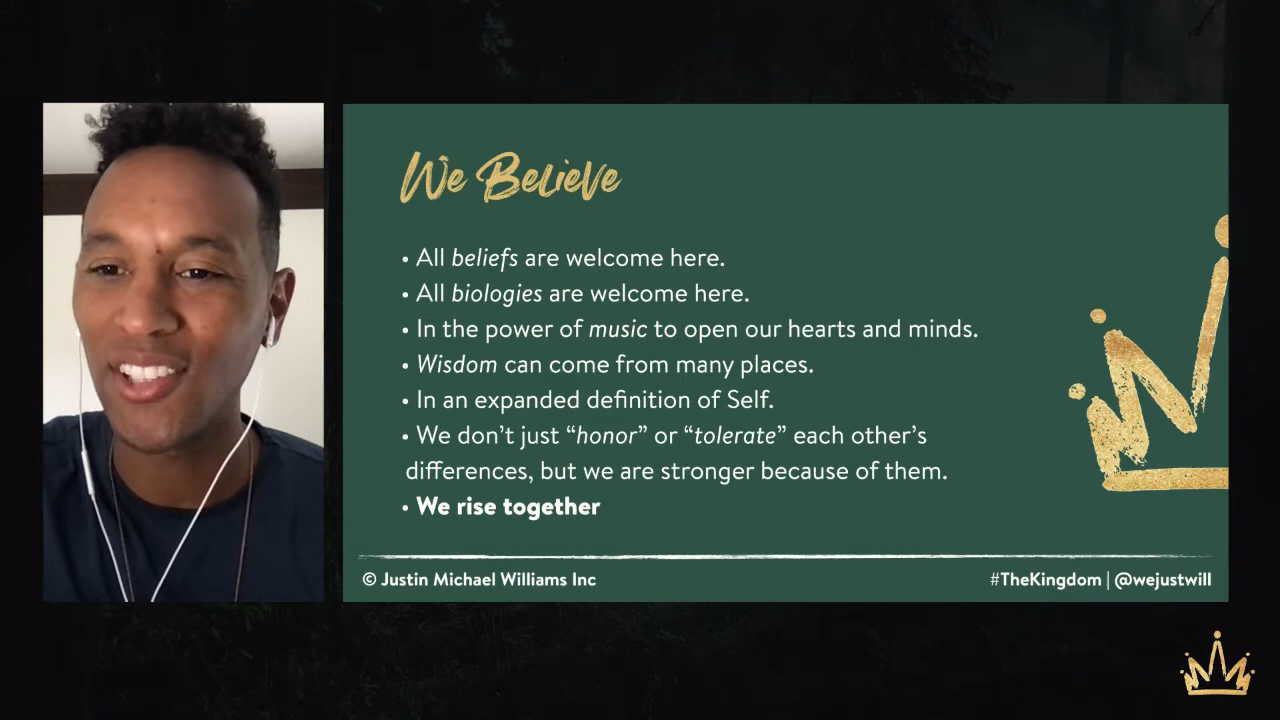 We Believe
• All beliefs are welcome here.
• All biologies are welcome here.
• In the power of music to open our hearts and minds.
• Wisdom can come from many places.
• In an expanded definition of Self.
• We don’t just “honor” or “tolerate” each other’s
differences, but we are stronger because of them.
• We rise together
© Justin Michael Williams Inc
#TheKingdom | @wejustwill